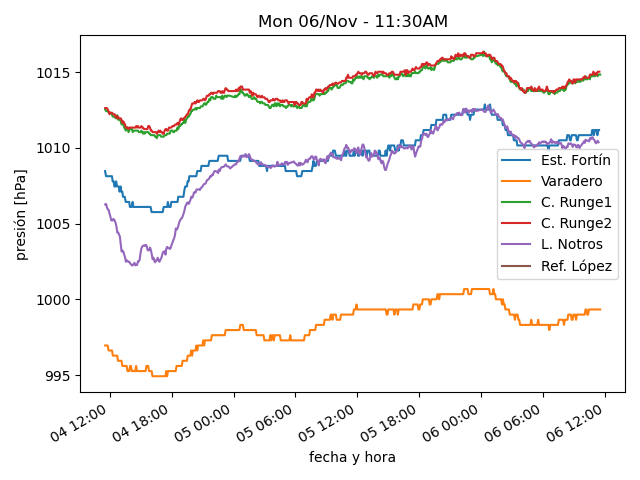 Mon 06/Nov - 11:30AM
presión [hPa]
1015
1010
1005
1000
995
Est. Fortín
Varadero
C. Runge1
C. Runge2
L. Notros
Ref. López
04 12:00
04 18:00
05 00:00
05 06:00
05 12:00
05 18:00
06 00:00
06 06:00
06 12:00
fecha y hora